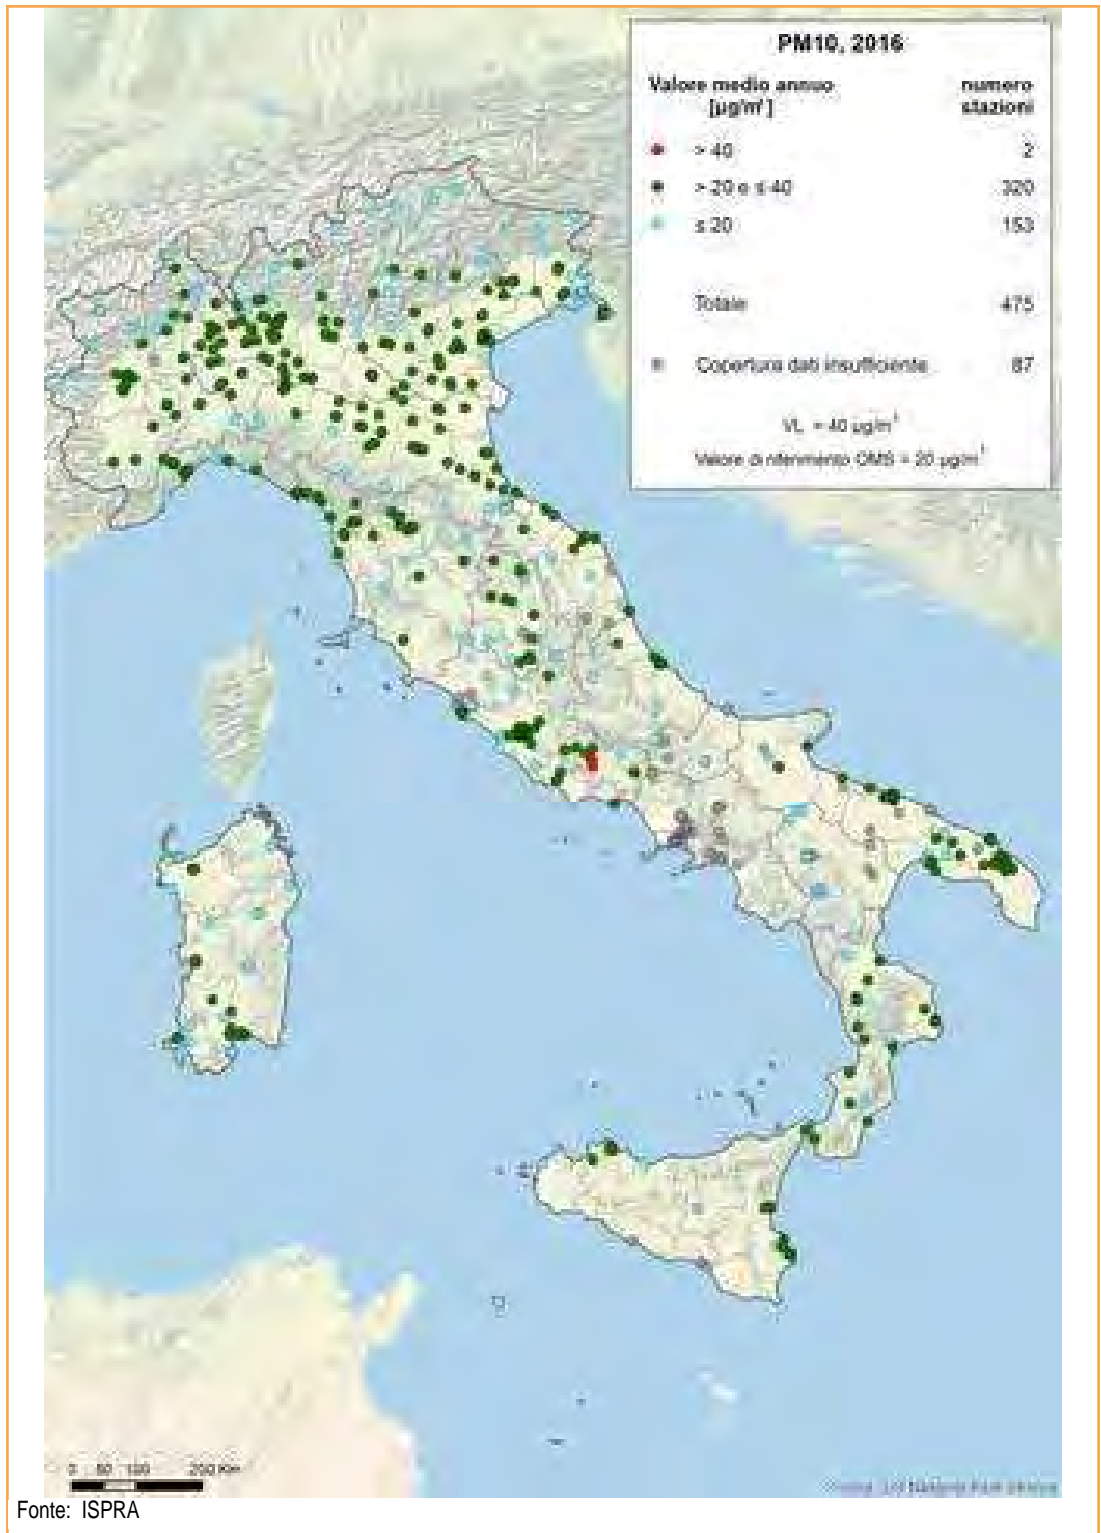 PM10, 2016
Valore medio annuo numero
[µg/m³] stazioni
> 40 2
> 20 e ≤ 40 320
≤ 20 153
Totale 475
Copertura dati insufficiente 87
VL = 40 µg/m³
Valore di riferimento OMS = 20 µg/m³
0 50 100 200 Km
Fonte: ISPRA